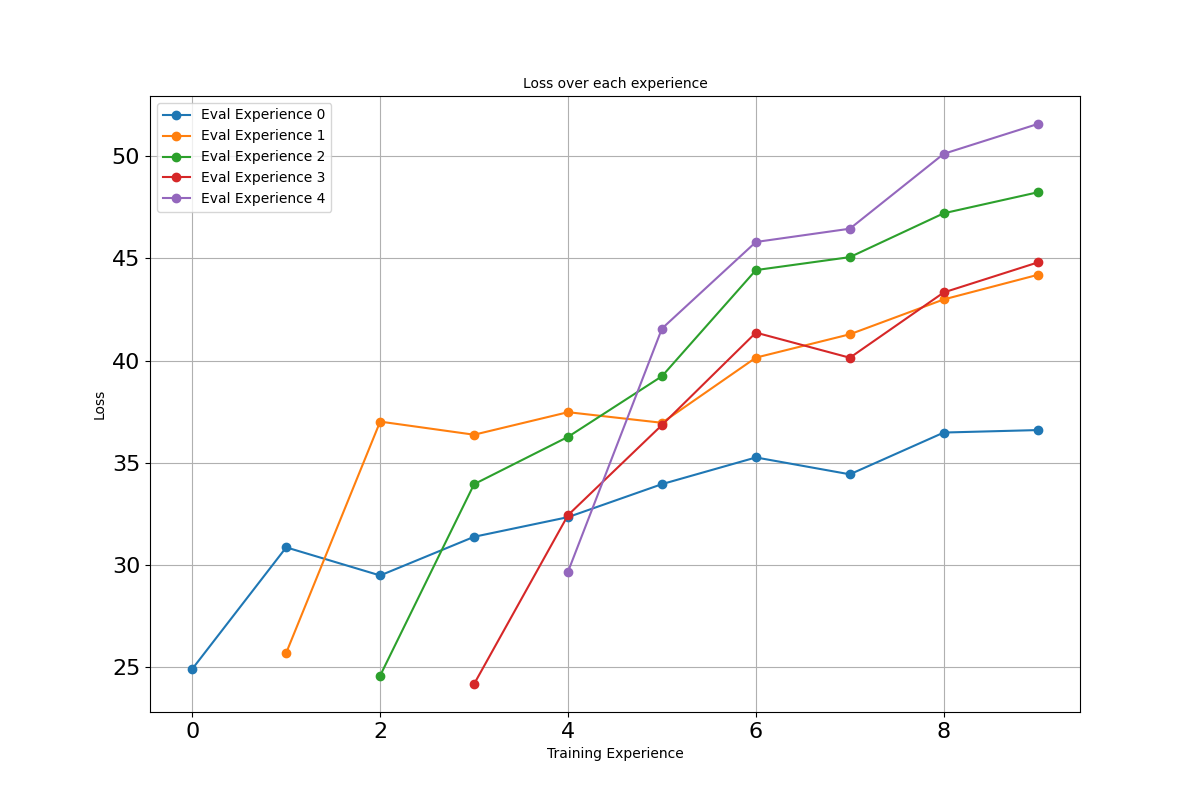 Loss over each experience
Eval Experience 0
Eval Experience 1
Eval Experience 2
Eval Experience 3
Eval Experience 4
50
45
40
35
30
25
Loss
0 2 4 6 8
Training Experience